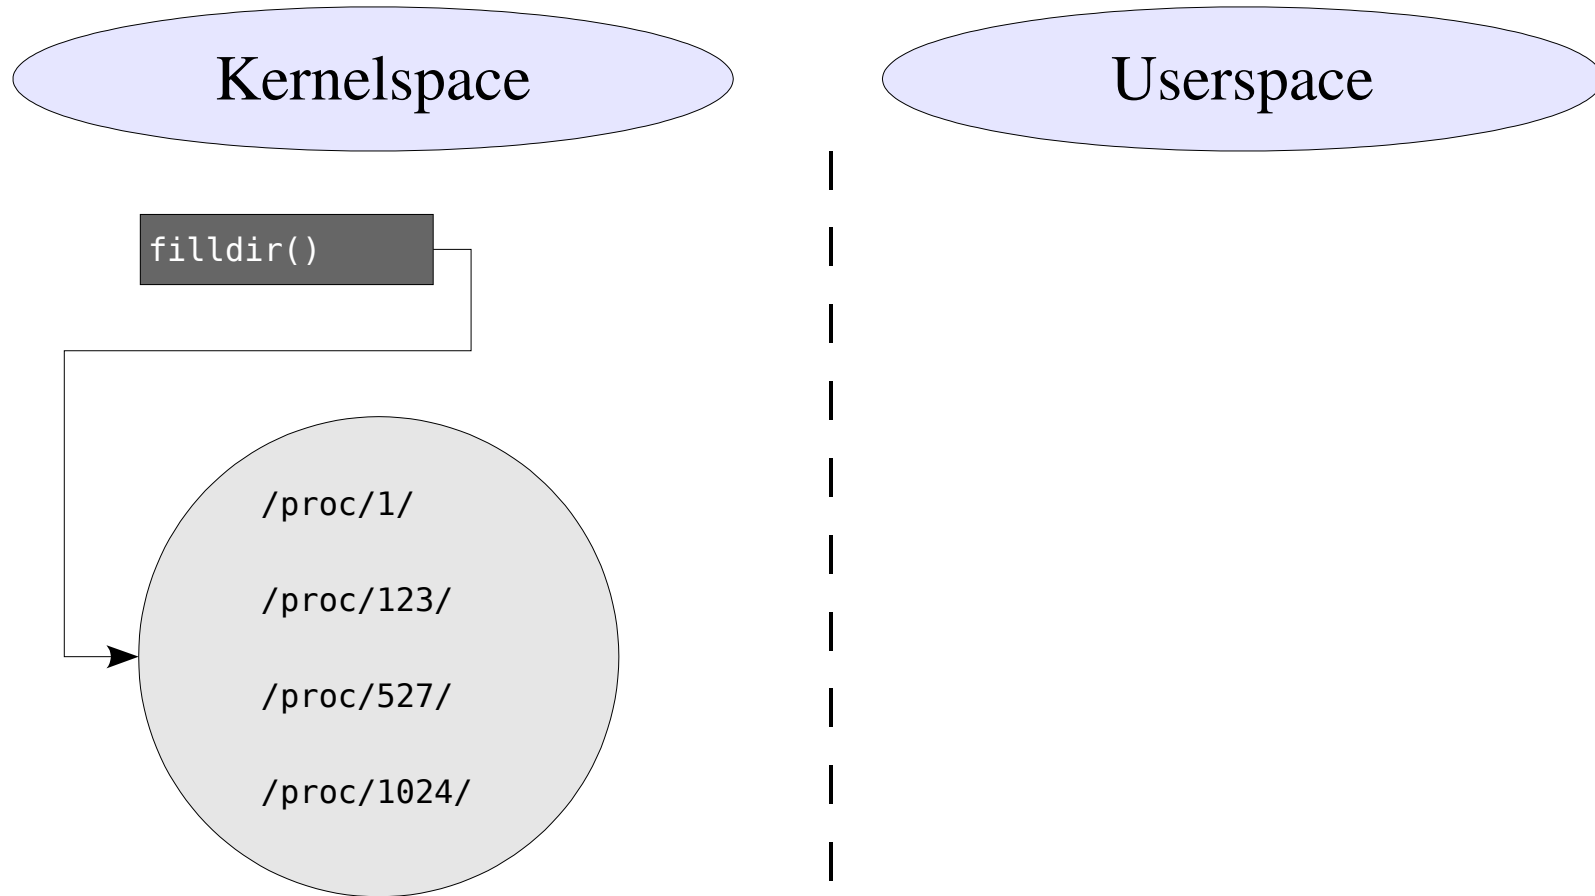 Kernelspace
Userspace
filldir()
/proc/1/
/proc/123/
/proc/527/
/proc/1024/